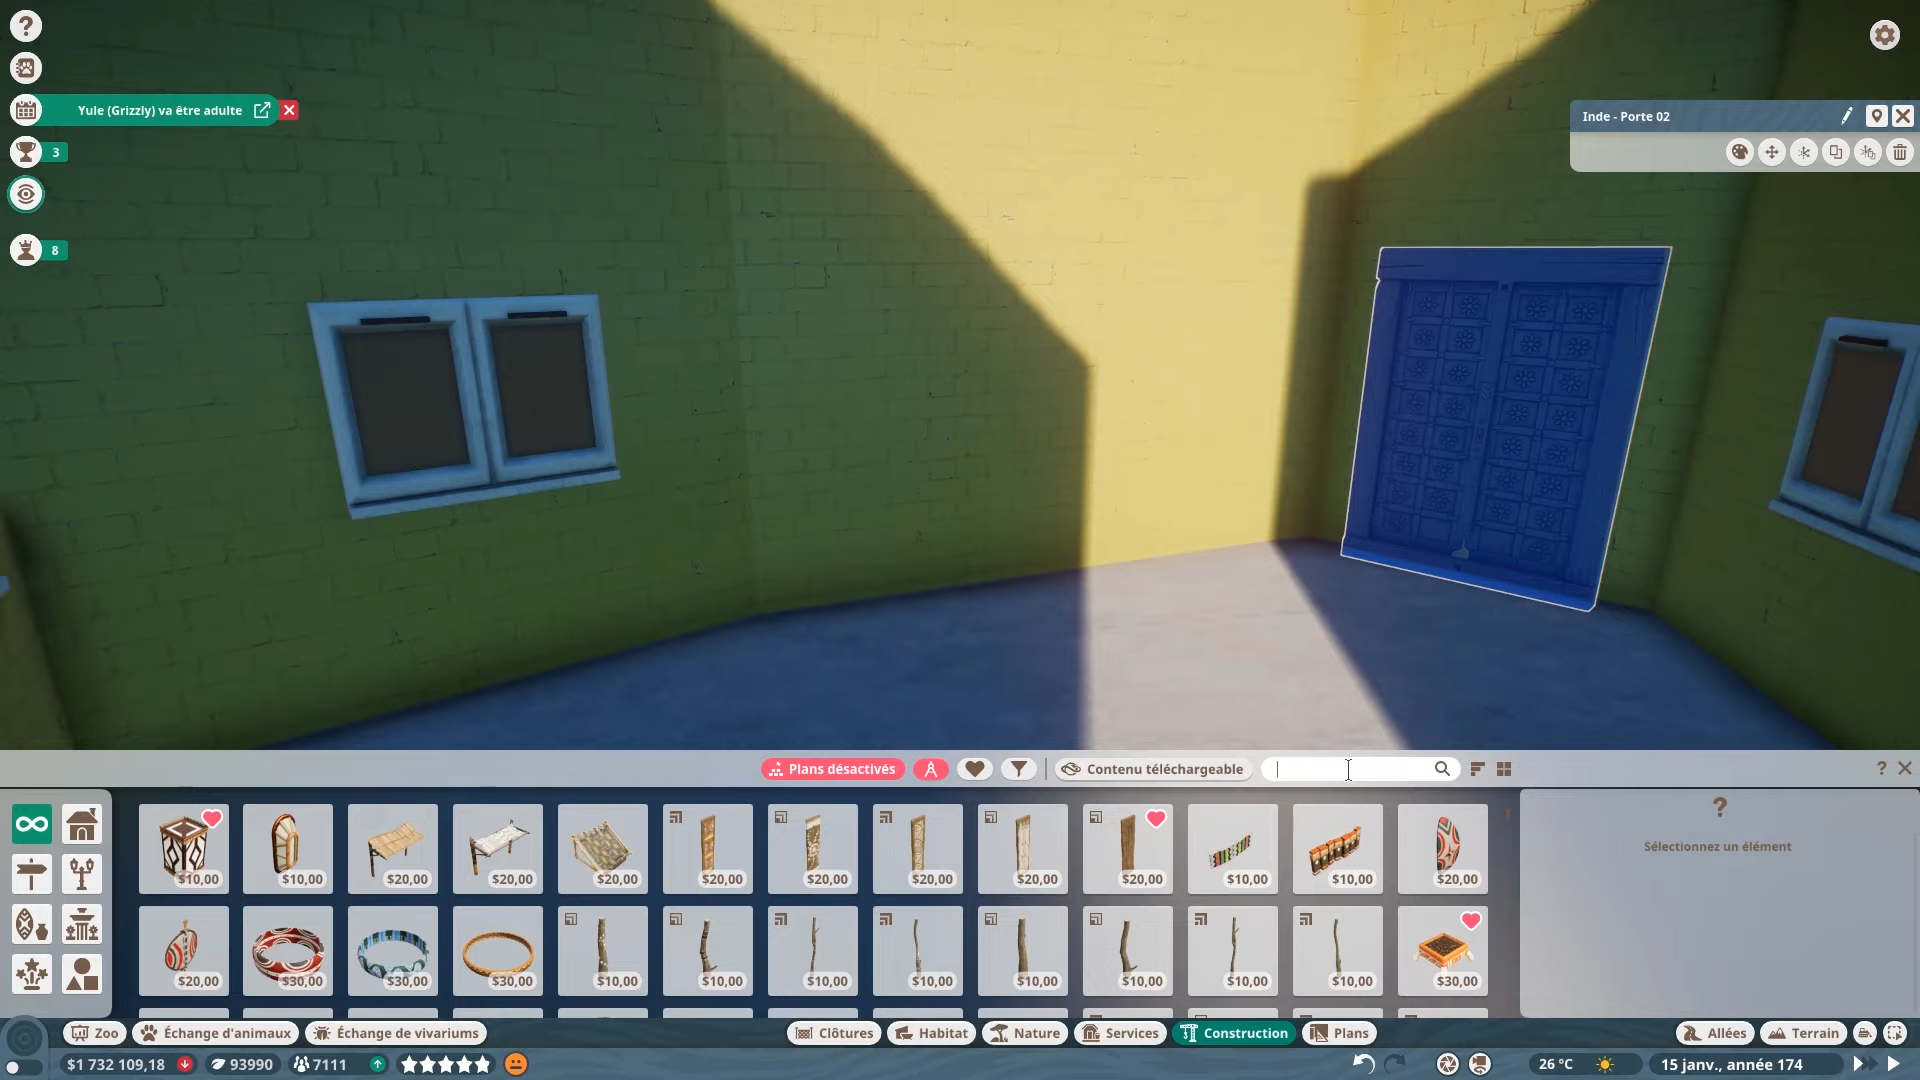 Yule (Grizzly) va être adulte
3
8
Inde - Porte 02
Plans désactivés
Contenu téléchargeable
$10,00 $10,00 $20,00 $20,00 $20,00 $20,00 $20,00 $20,00 $20,00 $20,00 $10,00 $10,00 $20,00
$20,00 $30,00 $30,00 $30,00 $10,00 $10,00 $10,00 $10,00 $10,00 $10,00 $10,00 $10,00 $30,00
?
Sélectionnez un élément
Zoo Échange d'animaux Échange de vivariums Clôtures Habitat Nature Services Construction Plans Allées Terrain
$1 732 109,18 93990 7111 26 °C 15 janv., année 174